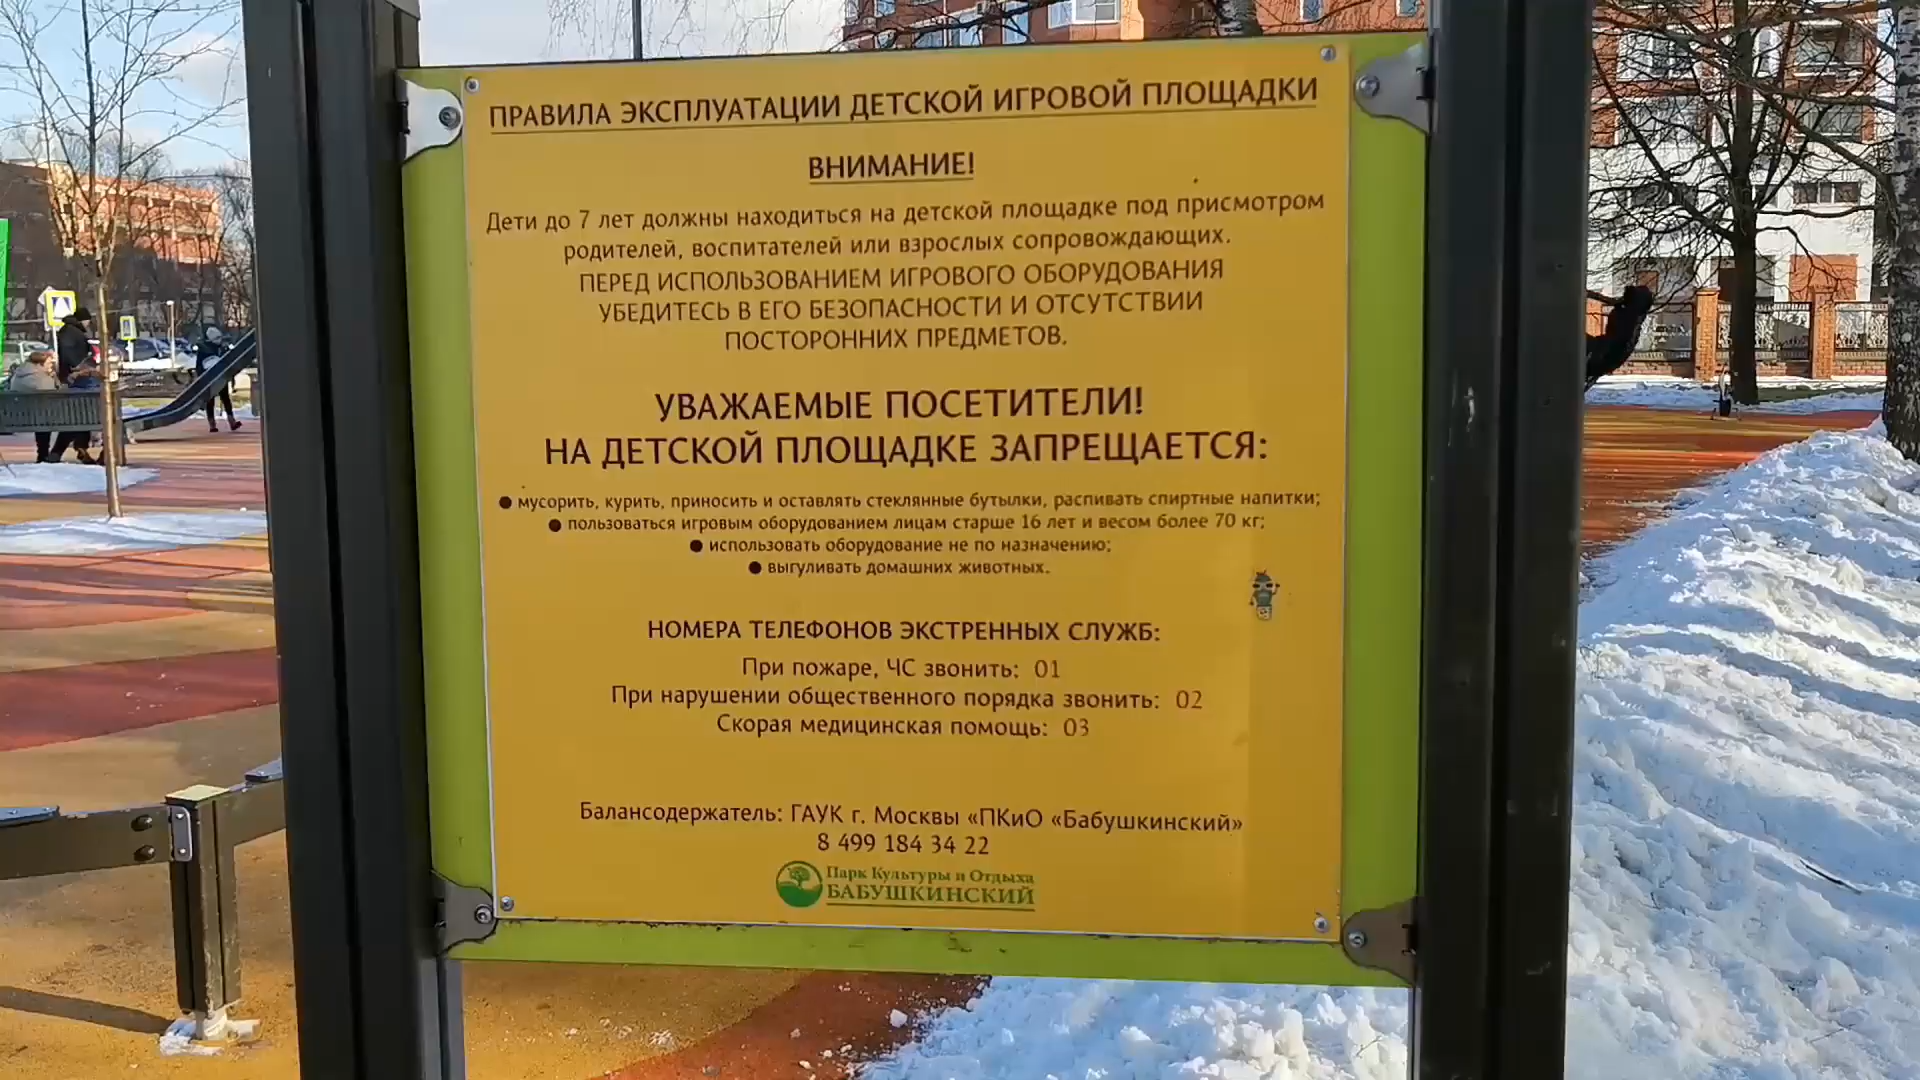 ПРАВИЛА ЭКСПЛУАТАЦИИ ДЕТСКОЙ ИГРОВОЙ ПЛОЩАДКИ
ВНИМАНИЕ!
Дети до 7 лет должны находиться на детской площадке под присмотром
родителей, воспитателей или взрослых сопровождающих.
ПЕРЕД ИСПОЛЬЗОВАНИЕМ ИГРОВОГО ОБОРУДОВАНИЯ
УБЕДИТЕСЬ В ЕГО БЕЗОПАСНОСТИ И ОТСУТСТВИИ
ПОСТОРОННИХ ПРЕДМЕТОВ.
УВАЖАЕМЫЕ ПОСЕТИТЕЛИ!
НА ДЕТСКОЙ ПЛОЩАДКЕ ЗАПРЕЩАЕТСЯ:
● мусорить, курить, приносить и оставлять стеклянные бутылки, распивать спиртные напитки;
● пользоваться игровым оборудованием лицам старше 16 лет и весом более 70 кг;
● использовать оборудование не по назначению;
● выгуливать домашних животных.
НОМЕРА ТЕЛЕФОНОВ ЭКСТРЕННЫХ СЛУЖБ:
При пожаре, ЧС звонить: 01
При нарушении общественного порядка звонить: 02
Скорая медицинская помощь: 03
Балансодержатель: ГАУК г. Москвы «ПКиО «Бабушкинский»
8 499 184 34 22
Парк Культуры и Отдыха
БАБУШКИНСКИЙ